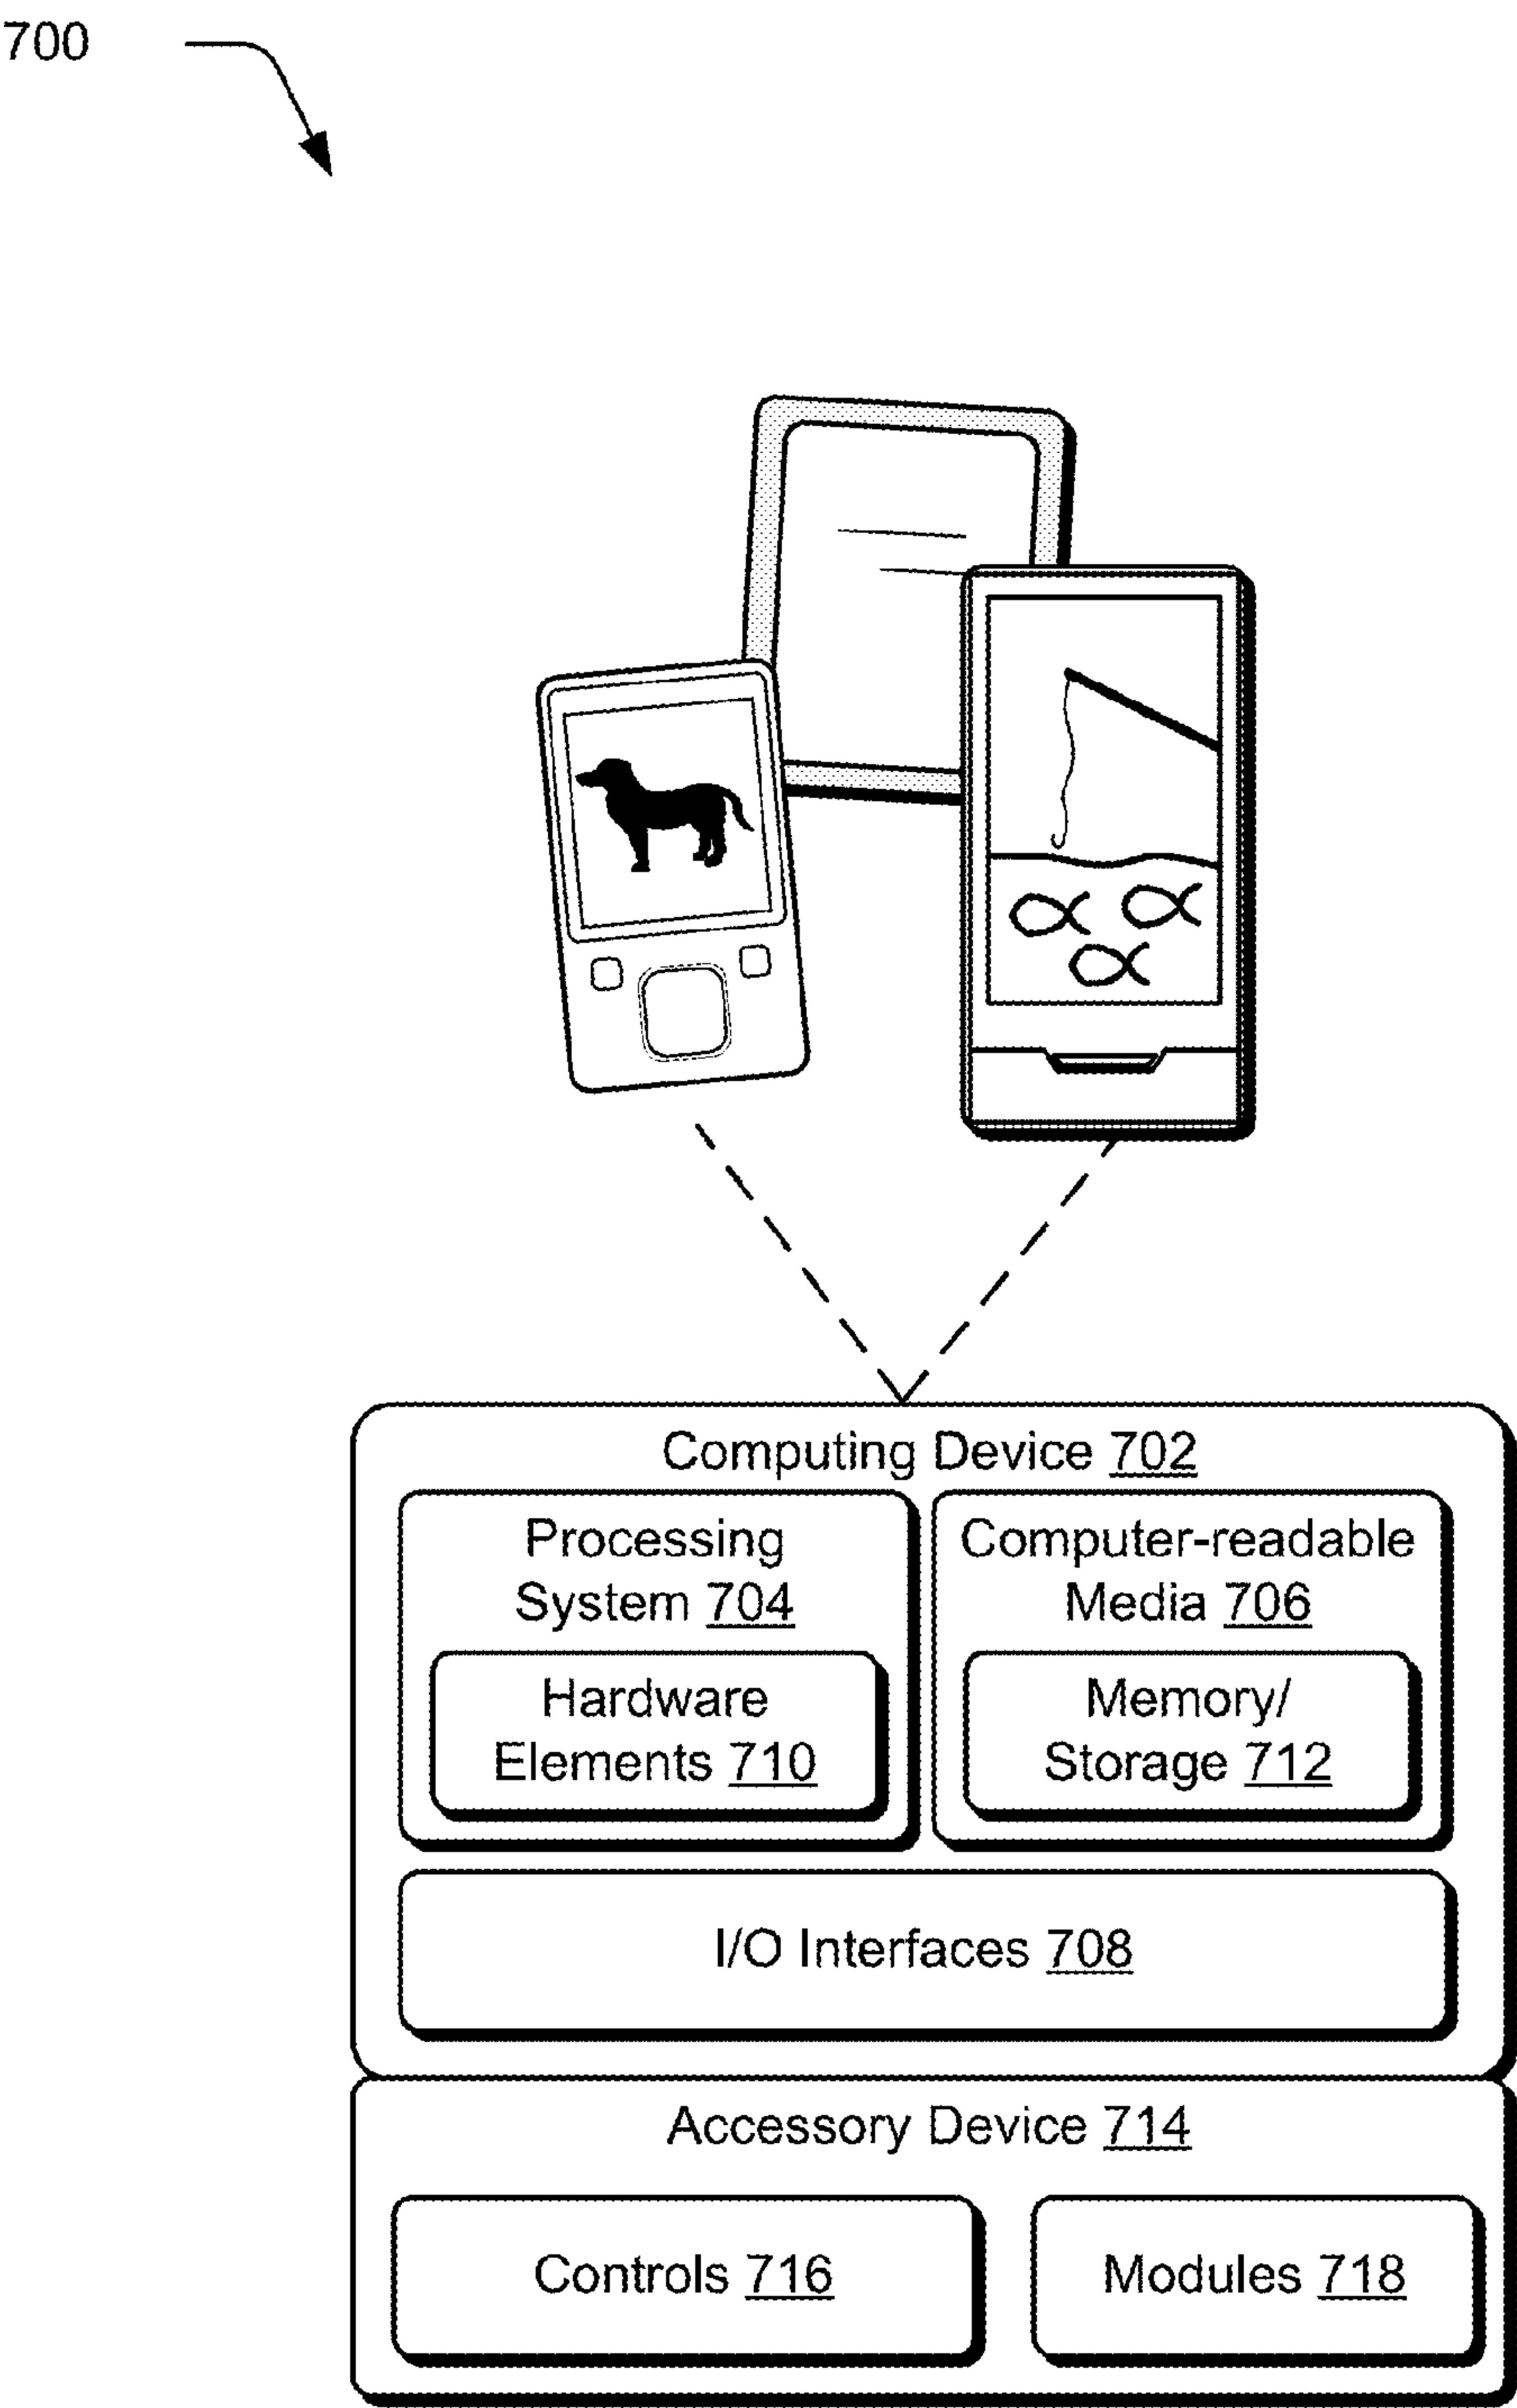 700
Computing Device 702
Processing
System 704
Computer-readable
Media 706
Hardware
Elements 710
Memory/
Storage 712
I/O Interfaces 708
Accessory Device 714
Controls 716
Modules 718